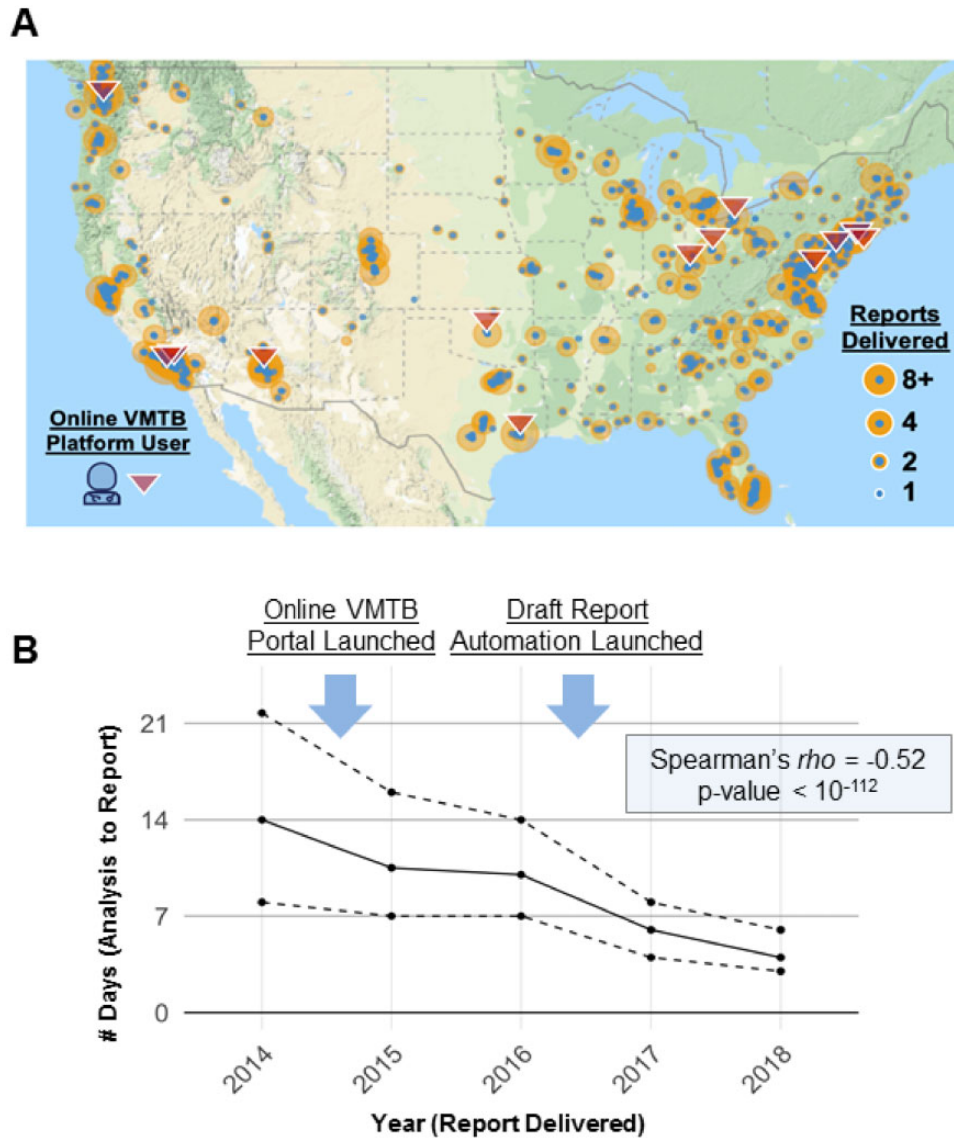 A
Reports
Delivered
8+
4
2
1
Online VMTB
Platform User
B
Online VMTB
Portal Launched
Draft Report
Automation Launched
Spearman's rho = -0.52
p-value < 10⁻¹¹²
# Days (Analysis to Report)
21
14
7
0
2014
2015
2016
2017
2018
Year (Report Delivered)